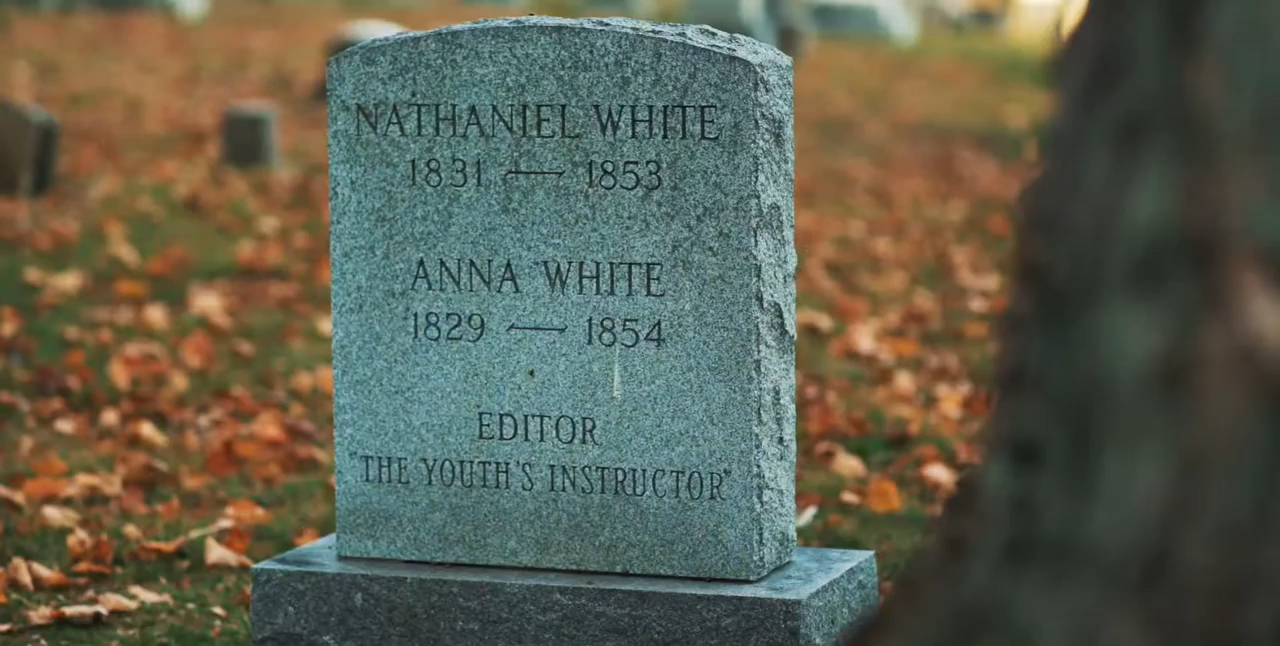 NATHANIEL WHITE
1831 — 1853
ANNA WHITE
1829 — 1854
EDITOR
"THE YOUTH'S INSTRUCTOR"